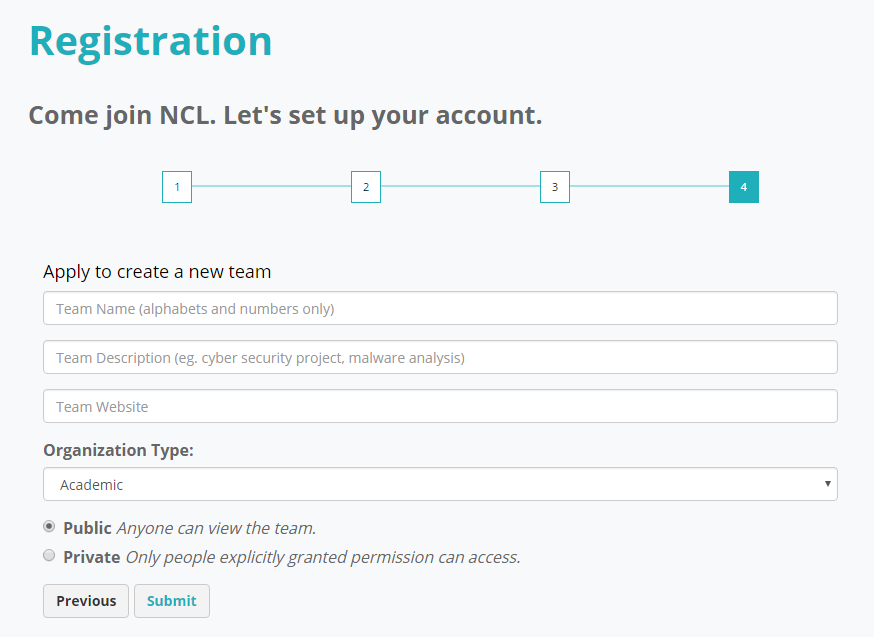 Registration
Come join NCL. Let's set up your account.
1 2 3 4
Apply to create a new team
Team Name (alphabets and numbers only)
Team Description (eg. cyber security project, malware analysis)
Team Website
Organization Type:
Academic
Public Anyone can view the team.
Private Only people explicitly granted permission can access.
Previous Submit